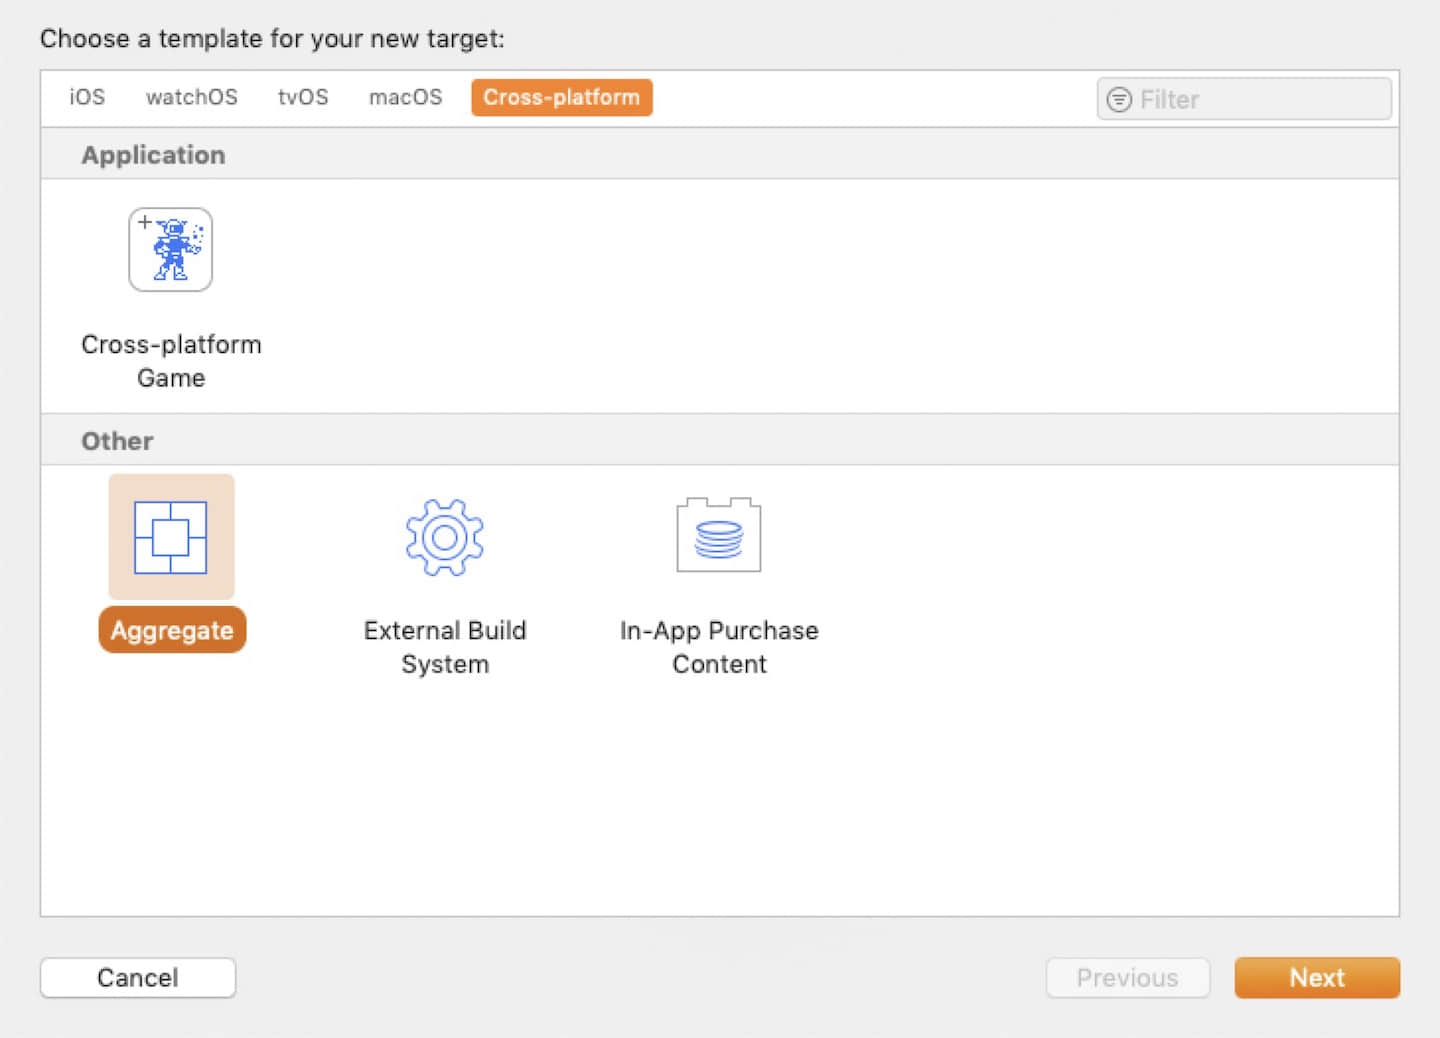 Choose a template for your new target:
iOS watchOS tvOS macOS Cross-platform Filter
Application
Cross-platform
Game
Other
Aggregate
External Build
System
In-App Purchase
Content
Cancel Previous Next